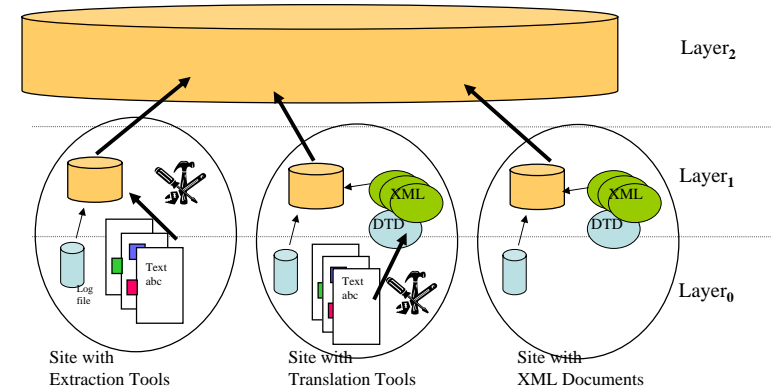 Layer2
Layer1
XML
XML
DTD
DTD
Text
abc
Text
abc
Log
file
Layer0
Site with
Extraction Tools
Site with
Translation Tools
Site with
XML Documents